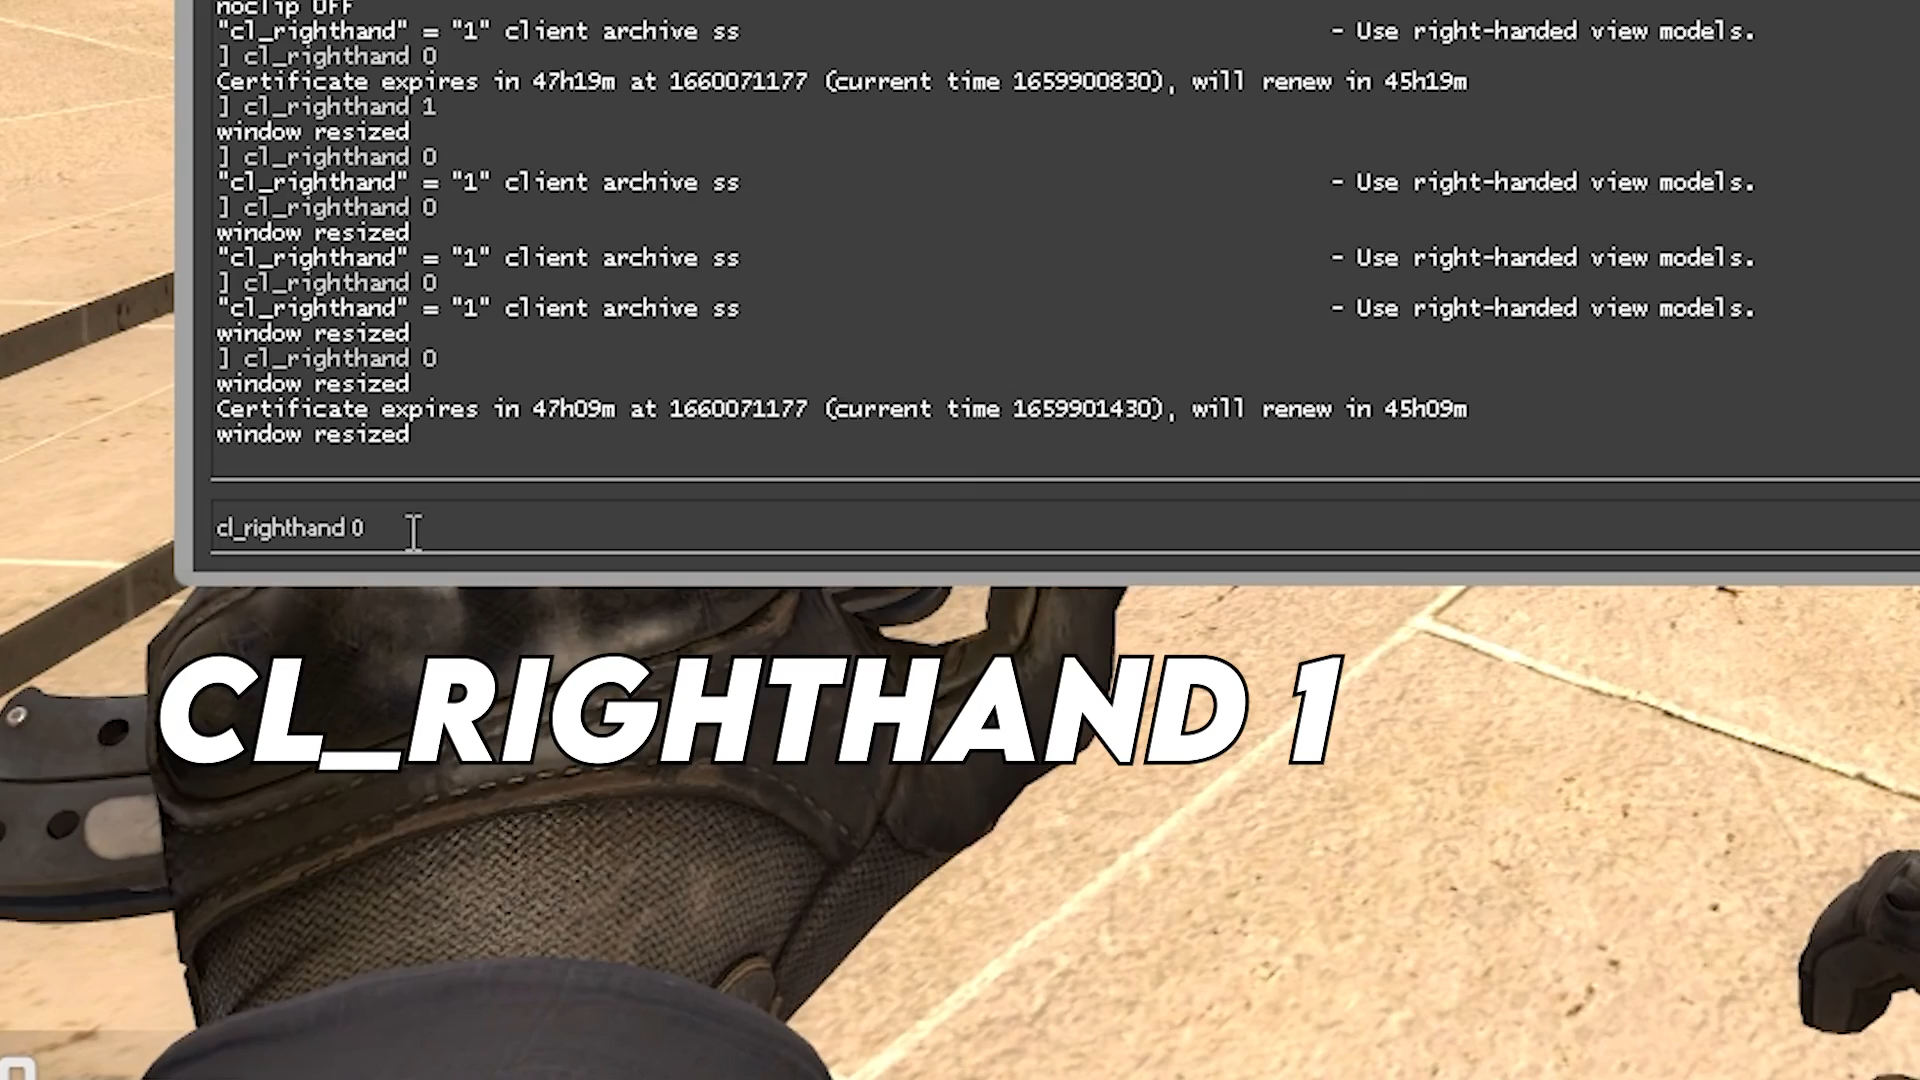 noclip OFF
"cl_righthand" = "1" client archive ss - Use right-handed view models.
] cl_righthand 0
Certificate expires in 47h19m at 1660071177 (current time 1659900830), will renew in 45h19m
] cl_righthand 1
window resized
] cl_righthand 0
"cl_righthand" = "1" client archive ss - Use right-handed view models.
] cl_righthand 0
window resized
"cl_righthand" = "1" client archive ss - Use right-handed view models.
] cl_righthand 0
"cl_righthand" = "1" client archive ss - Use right-handed view models.
window resized
] cl_righthand 0
window resized
Certificate expires in 47h09m at 1660071177 (current time 1659901430), will renew in 45h09m
window resized
cl_righthand 0
CL_RIGHTHAND 1